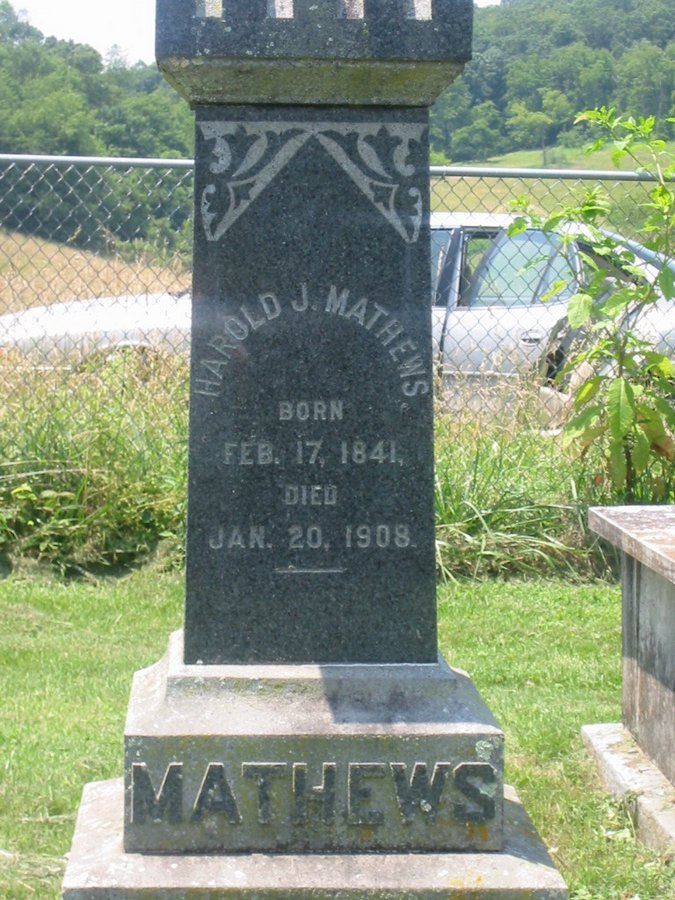 HAROLD J. MATHEWS
BORN
FEB. 17, 1841,
DIED
JAN. 20, 1908.
MATHEWS